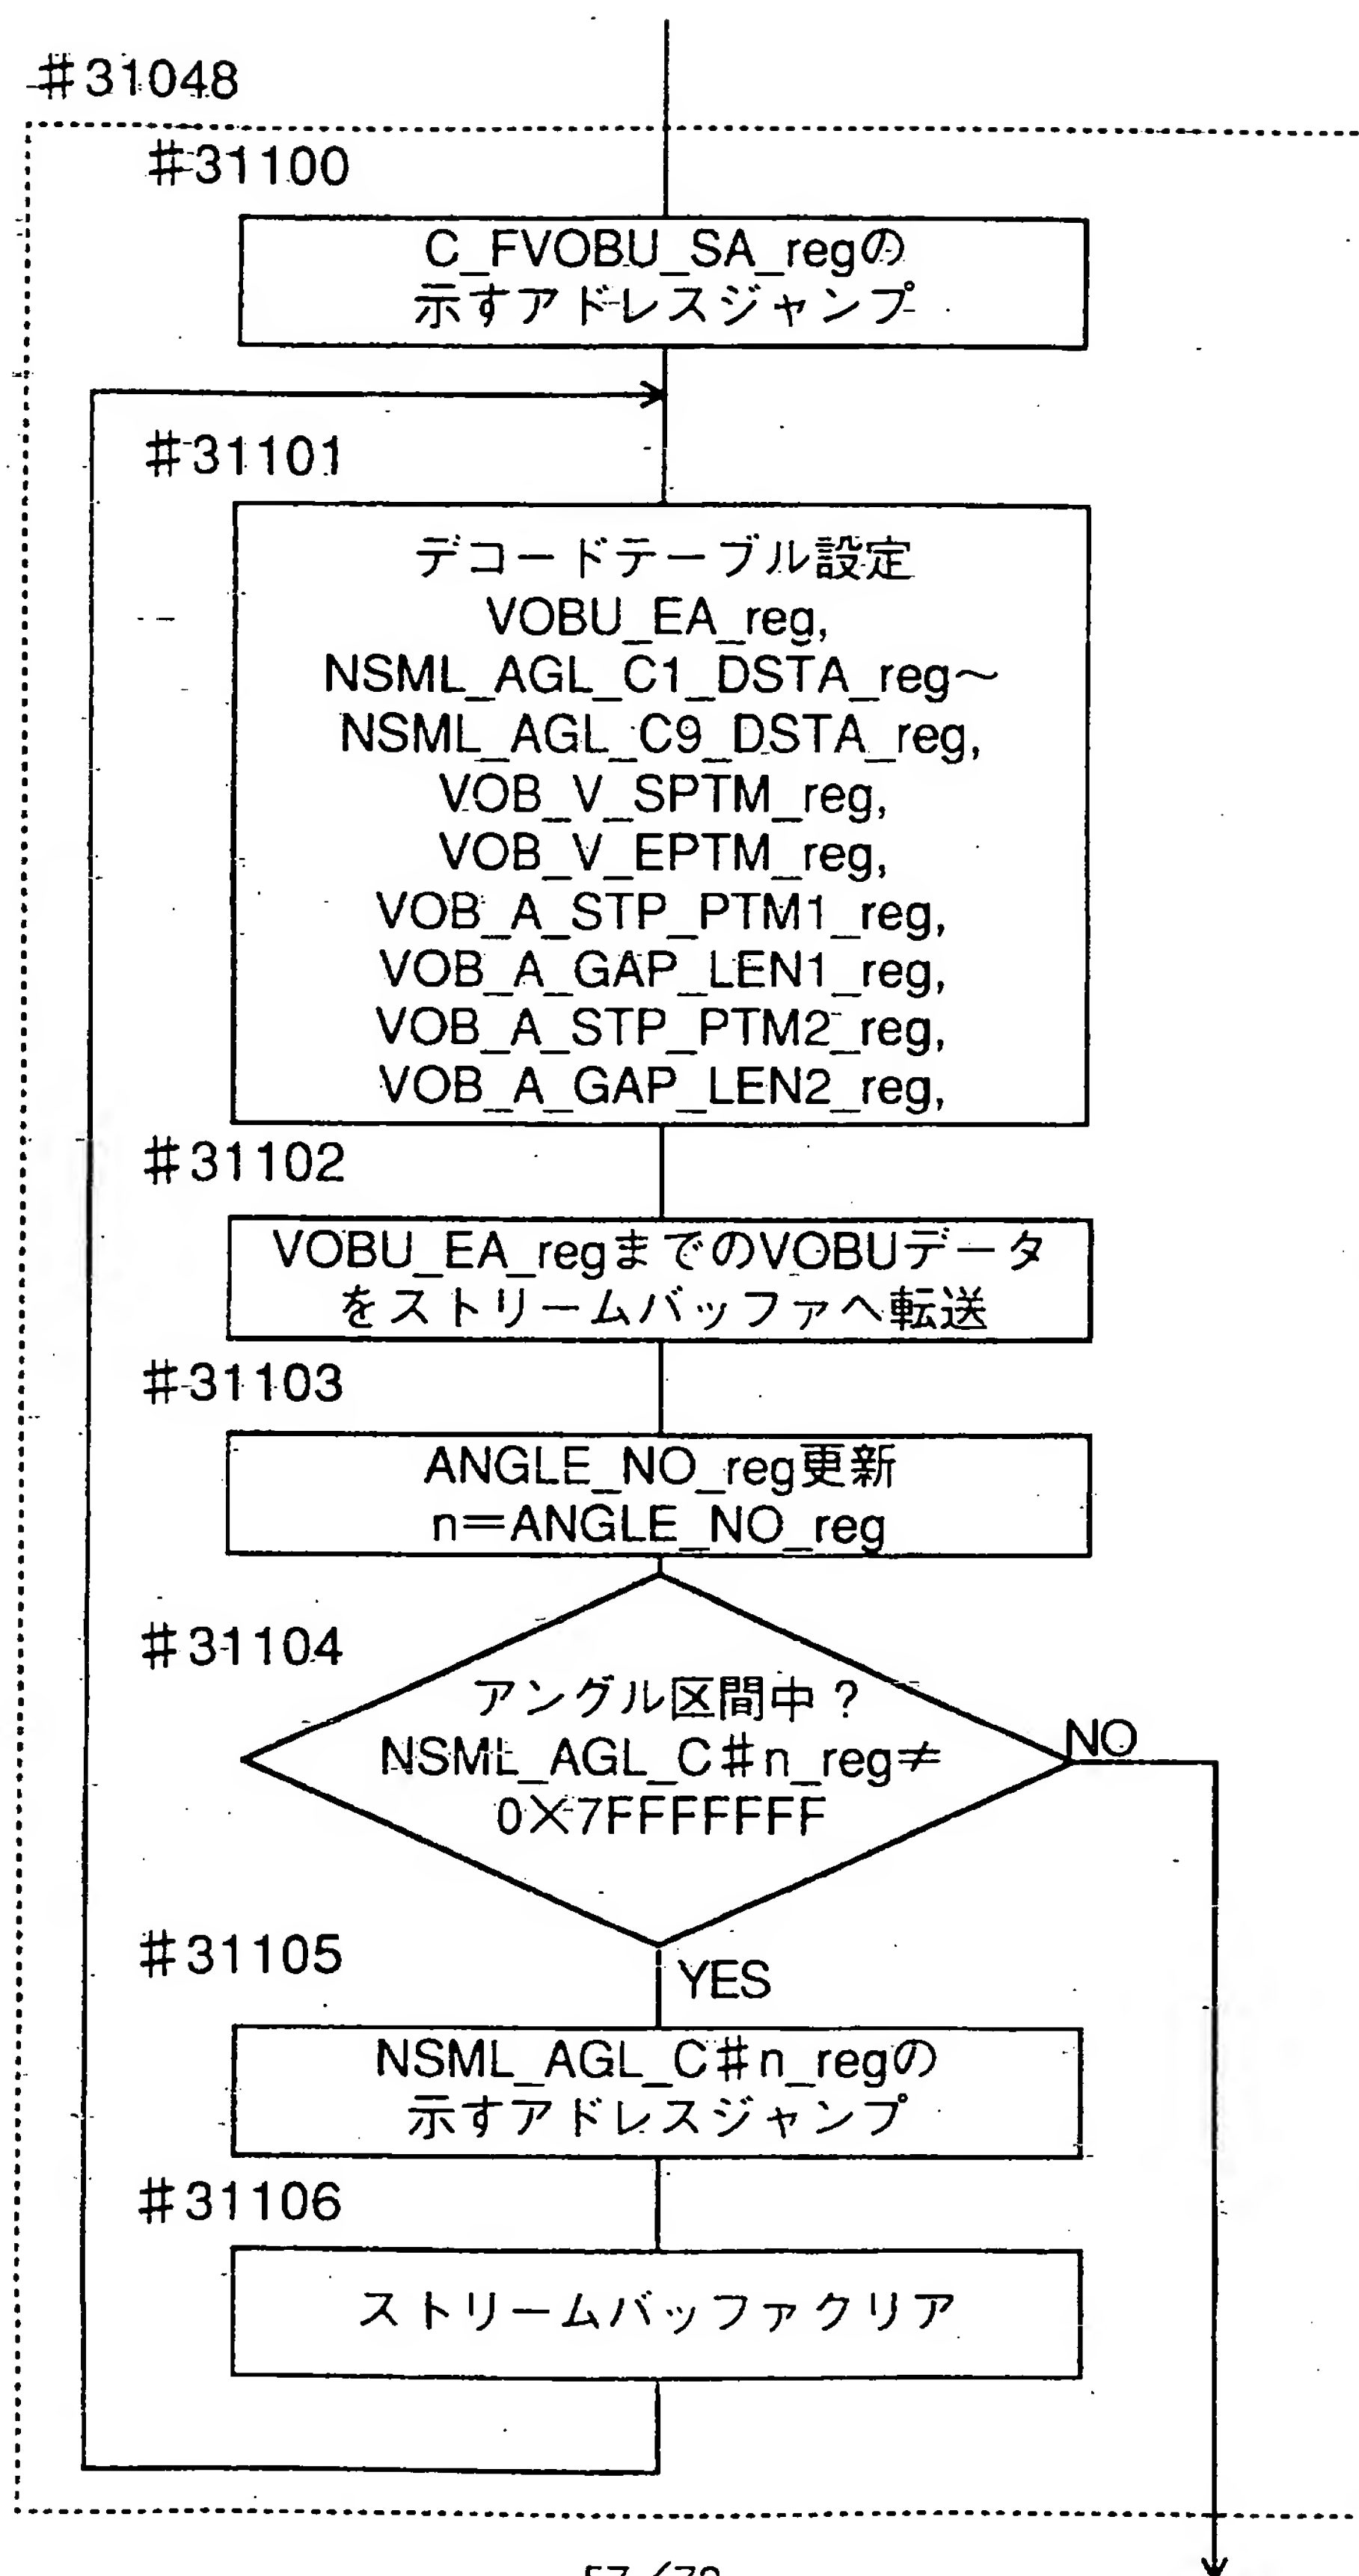 #31048
#31100
C_FVOBU_SA_regの
示すアドレスジャンプ
#31101
デコードテーブル設定
VOBU_EA_reg,
NSML_AGL_C1_DSTA_reg~
NSML_AGL_C9_DSTA_reg,
VOB_V_SPTM_reg,
VOB_V_EPTM_reg,
VOB_A_STP_PTM1_reg,
VOB_A_GAP_LEN1_reg,
VOB_A_STP_PTM2_reg,
VOB_A_GAP_LEN2_reg,
#31102
VOBU_EA_regまでのVOBUデータ
をストリームバッファへ転送
#31103
ANGLE_NO_reg更新
n=ANGLE_NO_reg
#31104
アングル区間中?
NSML_AGL_C#n_reg≠
0×7FFFFFFF
NO
#31105
YES
NSML_AGL_C#n_regの
示すアドレスジャンプ
#31106
ストリームバッファクリア